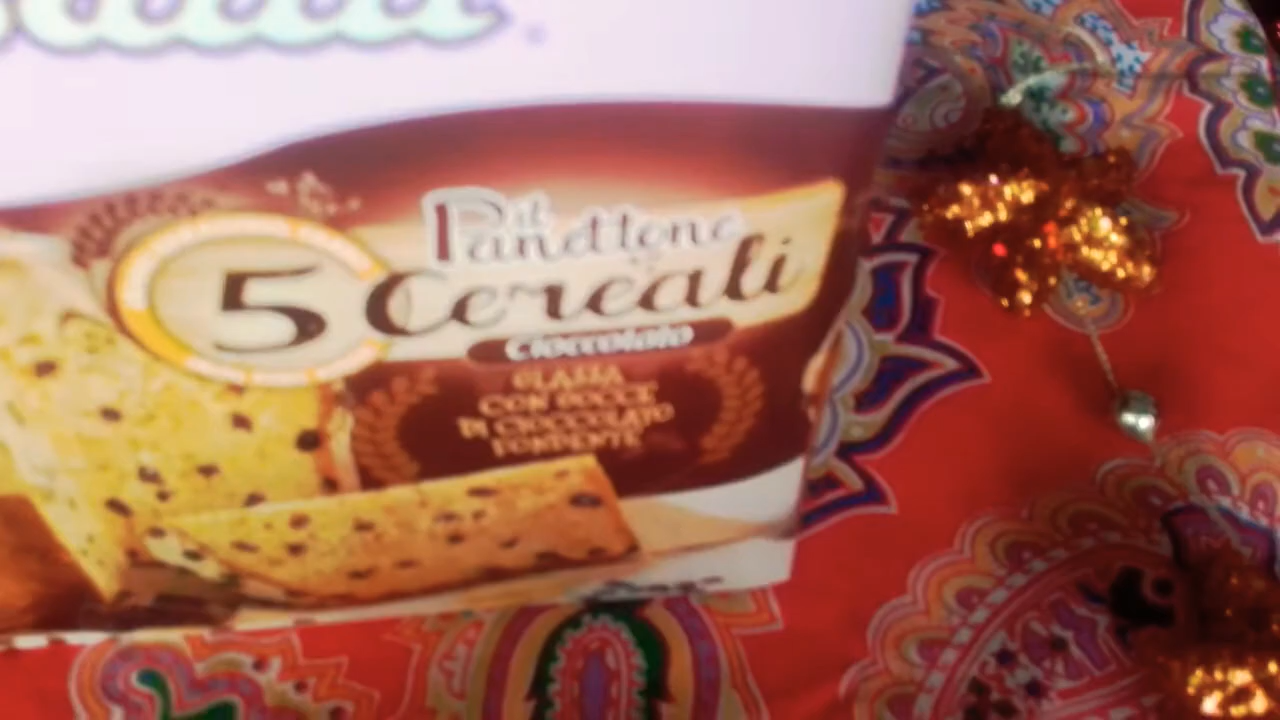 il
Panettone
5 Cereali
Cioccolato
GLASSA
CON GOCCE
DI CIOCCOLATO
FONDENTE